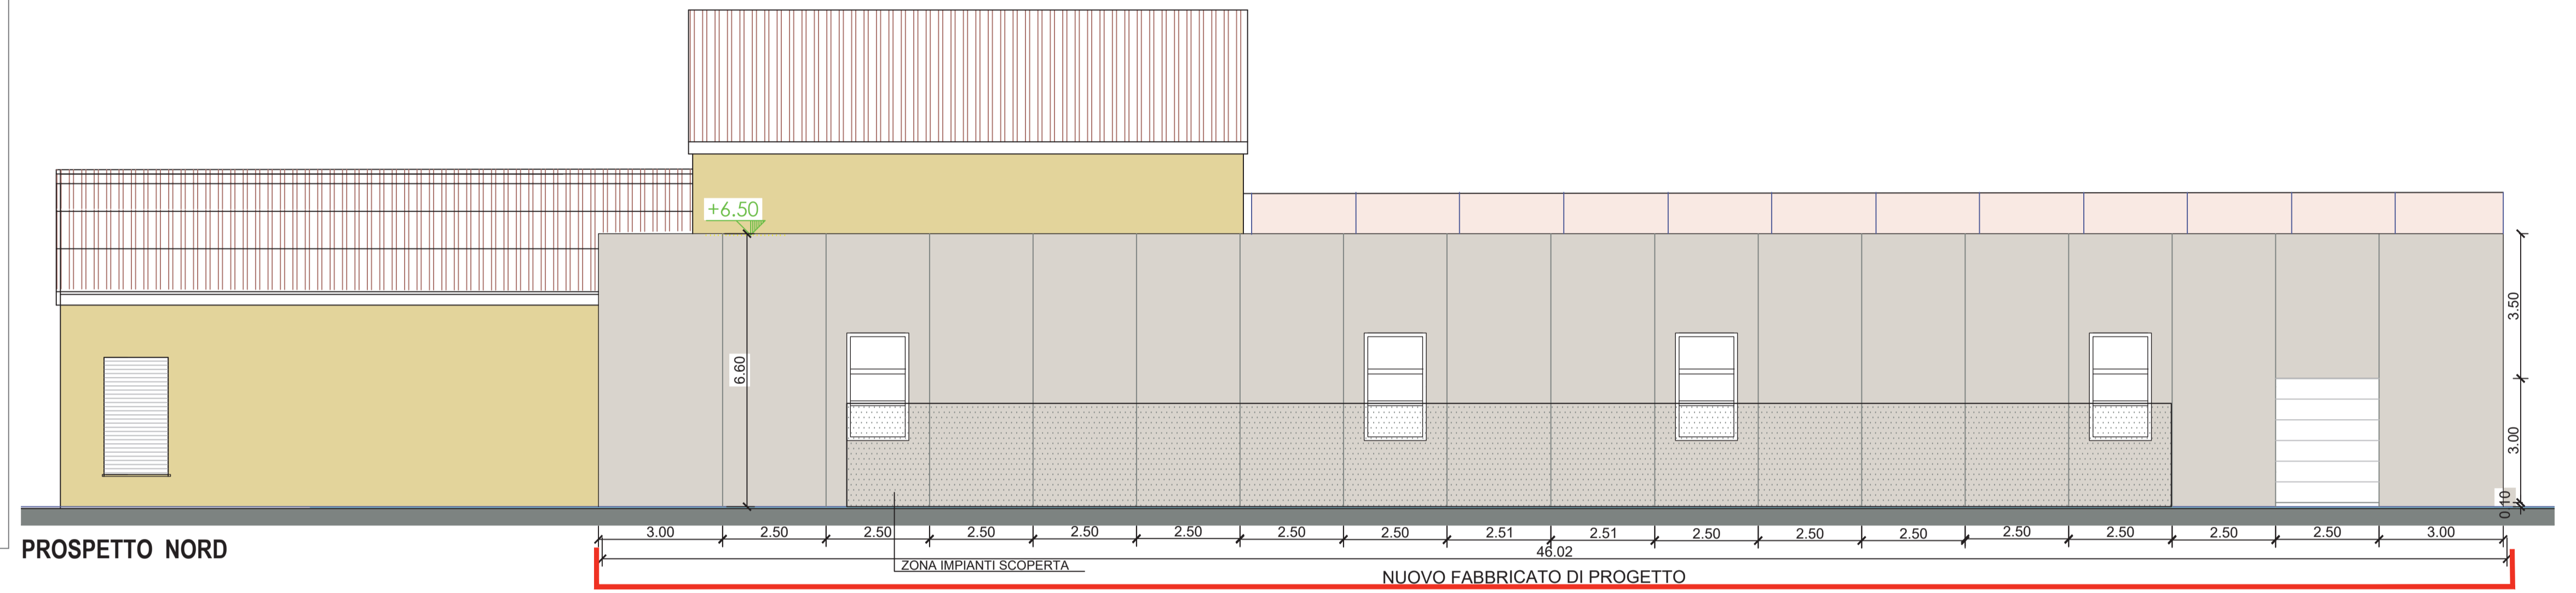 +6.50
6.60
3.50
3.00
0.10
3.00 2.50 2.50 2.50 2.50 2.50 2.50 2.50 2.51 2.51 2.50 2.50 2.50 2.50 2.50 2.50 2.50 3.00
46.02
PROSPETTO NORD
ZONA IMPIANTI SCOPERTA
NUOVO FABBRICATO DI PROGETTO